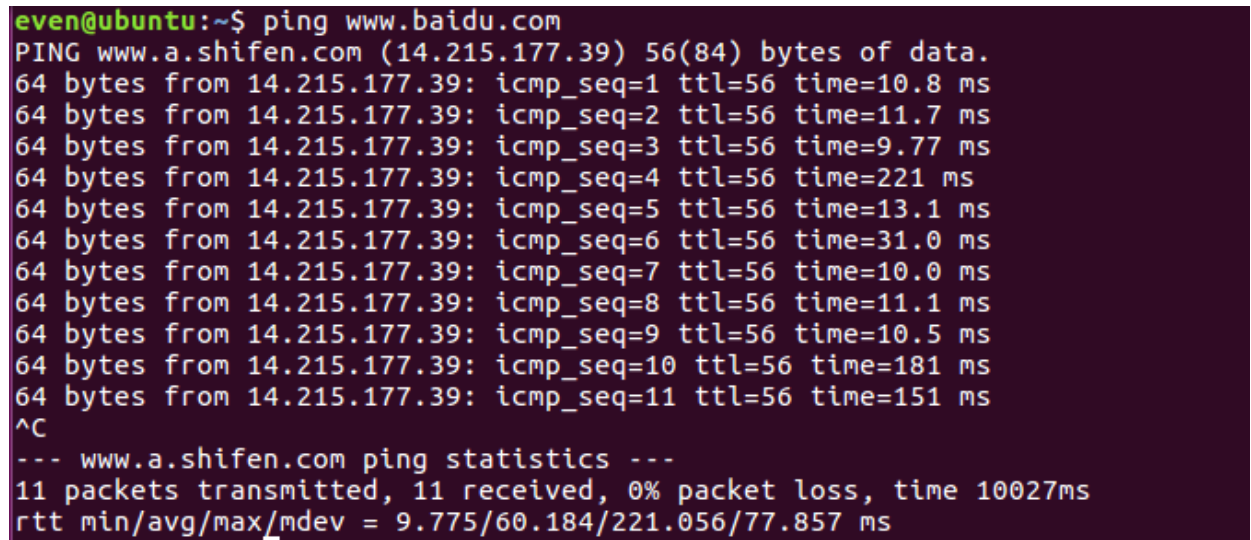 even@ubuntu:~$ ping www.baidu.com
PING www.a.shifen.com (14.215.177.39) 56(84) bytes of data.
64 bytes from 14.215.177.39: icmp_seq=1 ttl=56 time=10.8 ms
64 bytes from 14.215.177.39: icmp_seq=2 ttl=56 time=11.7 ms
64 bytes from 14.215.177.39: icmp_seq=3 ttl=56 time=9.77 ms
64 bytes from 14.215.177.39: icmp_seq=4 ttl=56 time=221 ms
64 bytes from 14.215.177.39: icmp_seq=5 ttl=56 time=13.1 ms
64 bytes from 14.215.177.39: icmp_seq=6 ttl=56 time=31.0 ms
64 bytes from 14.215.177.39: icmp_seq=7 ttl=56 time=10.0 ms
64 bytes from 14.215.177.39: icmp_seq=8 ttl=56 time=11.1 ms
64 bytes from 14.215.177.39: icmp_seq=9 ttl=56 time=10.5 ms
64 bytes from 14.215.177.39: icmp_seq=10 ttl=56 time=181 ms
64 bytes from 14.215.177.39: icmp_seq=11 ttl=56 time=151 ms
^C
--- www.a.shifen.com ping statistics ---
11 packets transmitted, 11 received, 0% packet loss, time 10027ms
rtt min/avg/max/mdev = 9.775/60.184/221.056/77.857 ms